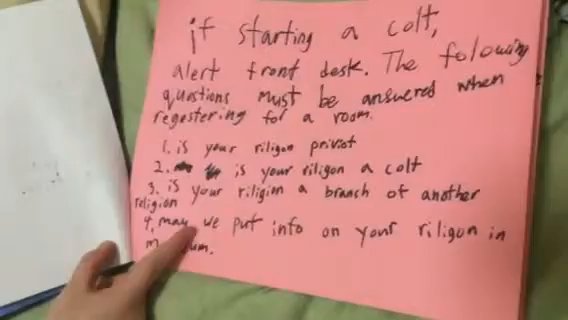 if starting a colt,
alert front desk. The folowing
questions must be answered when
regestering for a room.
1. is your riligon privat
2. is your riligon a colt
3. is your riligion a branch of another
religion
4. may we put info on your riligon in